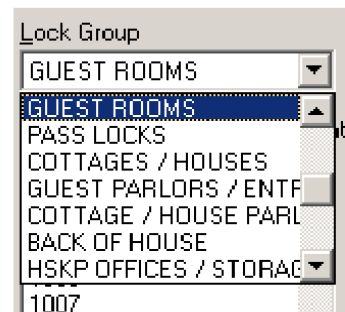 Lock Group
GUEST ROOMS
GUEST ROOMS
PASS LOCKS
COTTAGES / HOUSES
GUEST PARLORS / ENTF
COTTAGE / HOUSE PARL
BACK OF HOUSE
HSKP OFFICES / STORAG
1007